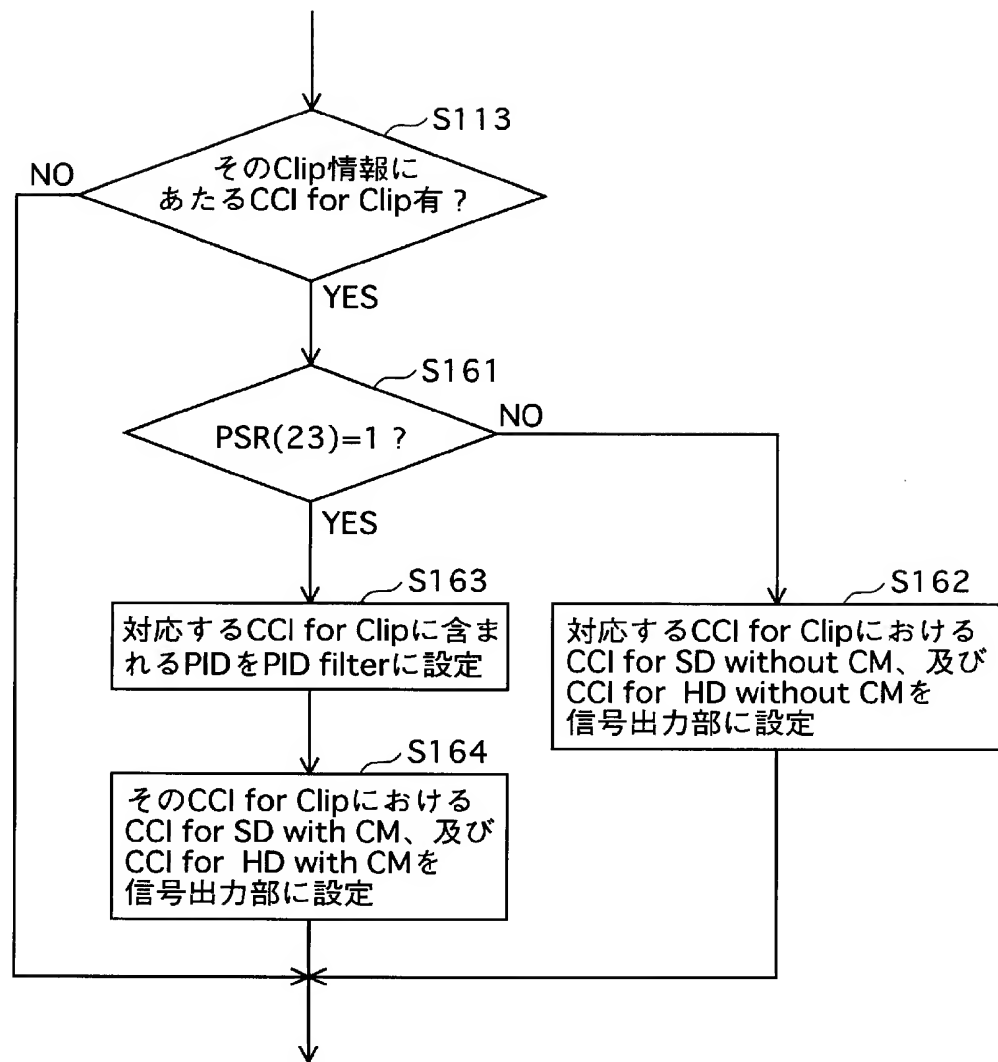 S113
NO
そのClip情報に
あたるCCI for Clip有？
YES
S161
NO
PSR(23)=1 ?
YES
S163
対応するCCI for Clipに含ま
れるPIDをPID filterに設定
S162
対応するCCI for Clipにおける
CCI for SD without CM、及び
CCI for HD without CMを
信号出力部に設定
S164
そのCCI for Clipにおける
CCI for SD with CM、及び
CCI for HD with CMを
信号出力部に設定